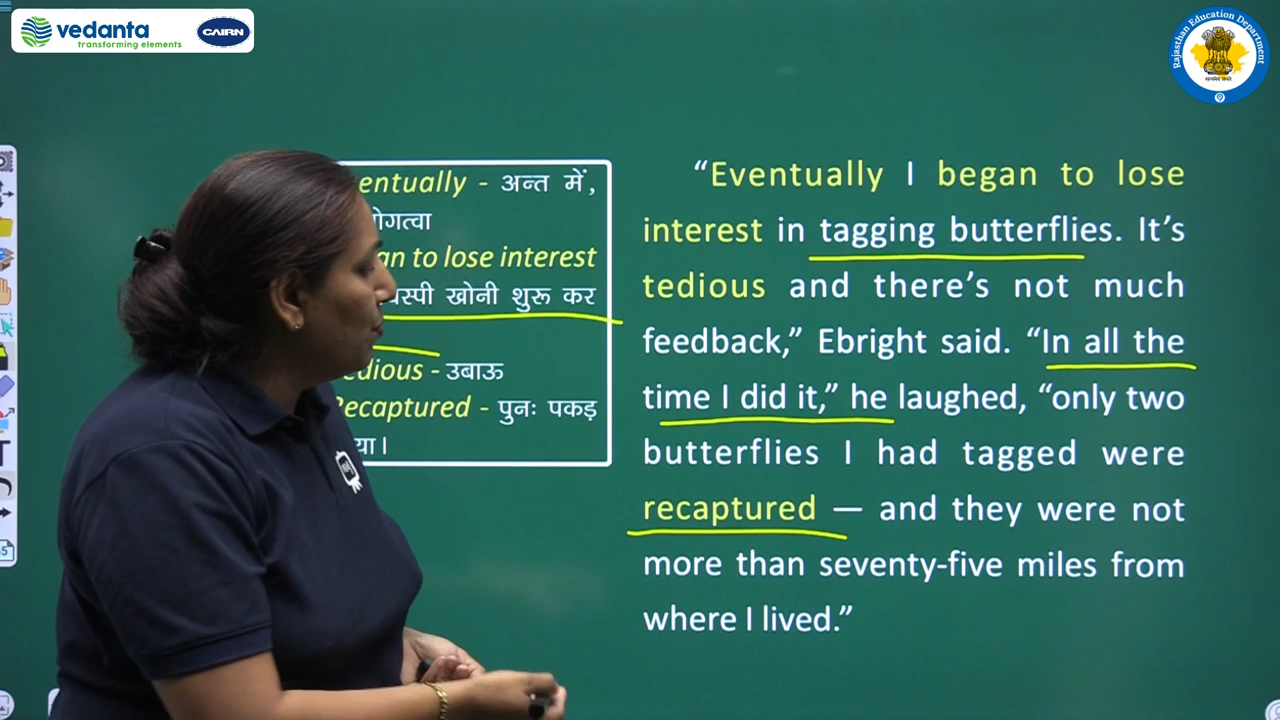 vedanta
transforming elements
CAIRN
Rajasthan Education Department
entually - अन्त में,
गत्वा
an to lose interest
स्पी खोनी शुरू कर
edious - उबाऊ
Recaptured - पुनः पकड़
या।
“Eventually I began to lose
interest in tagging butterflies. It’s
tedious and there’s not much
feedback,” Ebright said. “In all the
time I did it,” he laughed, “only two
butterflies I had tagged were
recaptured — and they were not
more than seventy-five miles from
where I lived.”